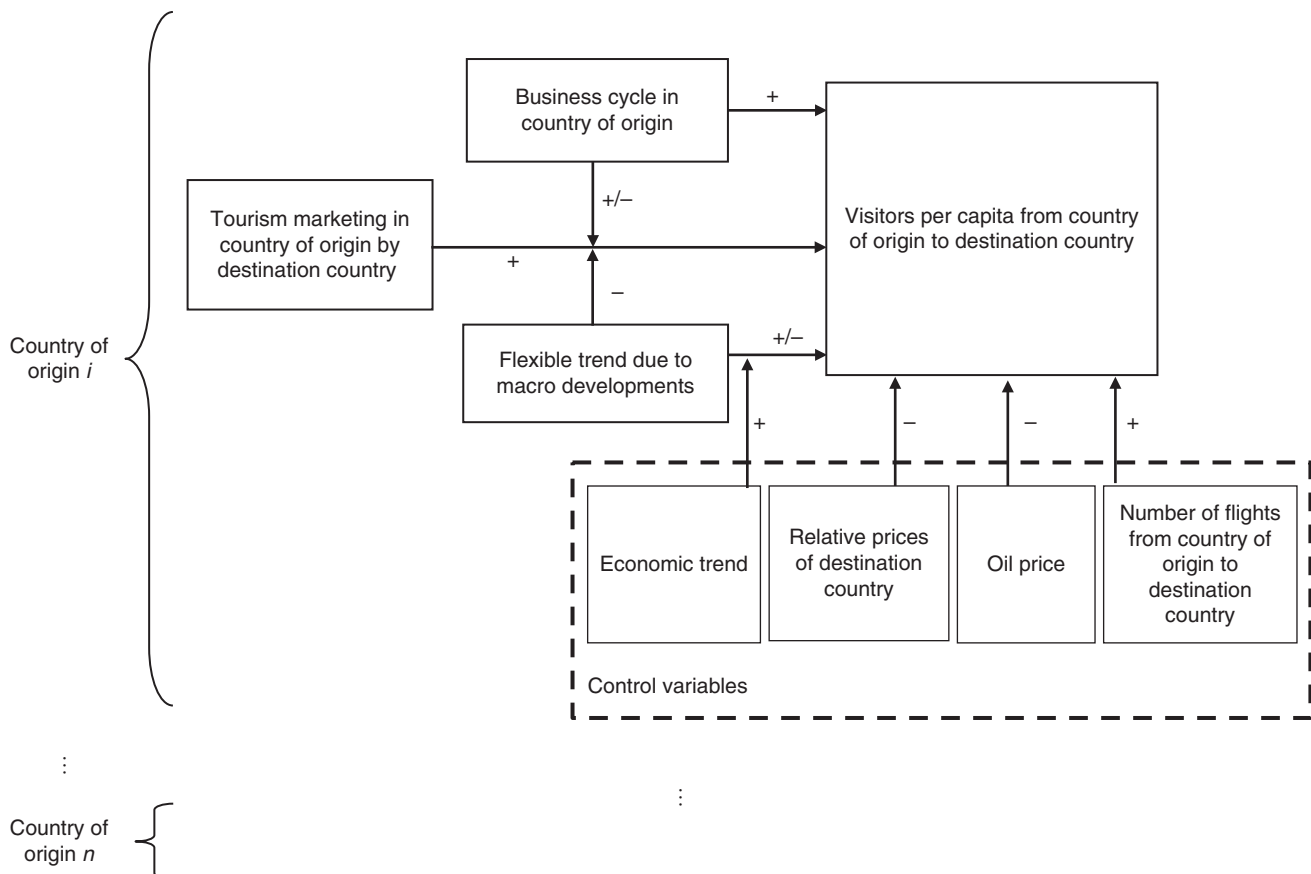 Business cycle in
country of origin
+
+/–
Tourism marketing in
country of origin by
destination country
+
Visitors per capita from country
of origin to destination country
–
Country of
origin i
Flexible trend due to
macro developments
+/–
+
–
–
+
Economic trend
Relative prices
of destination
country
Oil price
Number of flights
from country of
origin to
destination
country
Control variables
⋮
⋮
Country of
origin n